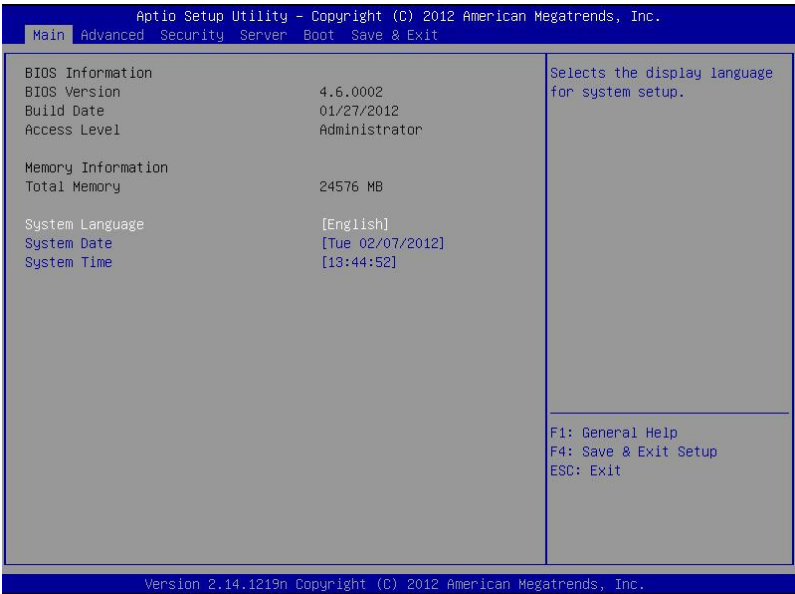 Aptio Setup Utility – Copyright (C) 2012 American Megatrends, Inc.
Main Advanced Security Server Boot Save & Exit
BIOS Information
BIOS Version 4.6.0002
Build Date 01/27/2012
Access Level Administrator
Memory Information
Total Memory 24576 MB
System Language [English]
System Date [Tue 02/07/2012]
System Time [13:44:52]
Selects the display language
for system setup.
F1: General Help
F4: Save & Exit Setup
ESC: Exit
Version 2.14.1219n Copyright (C) 2012 American Megatrends, Inc.